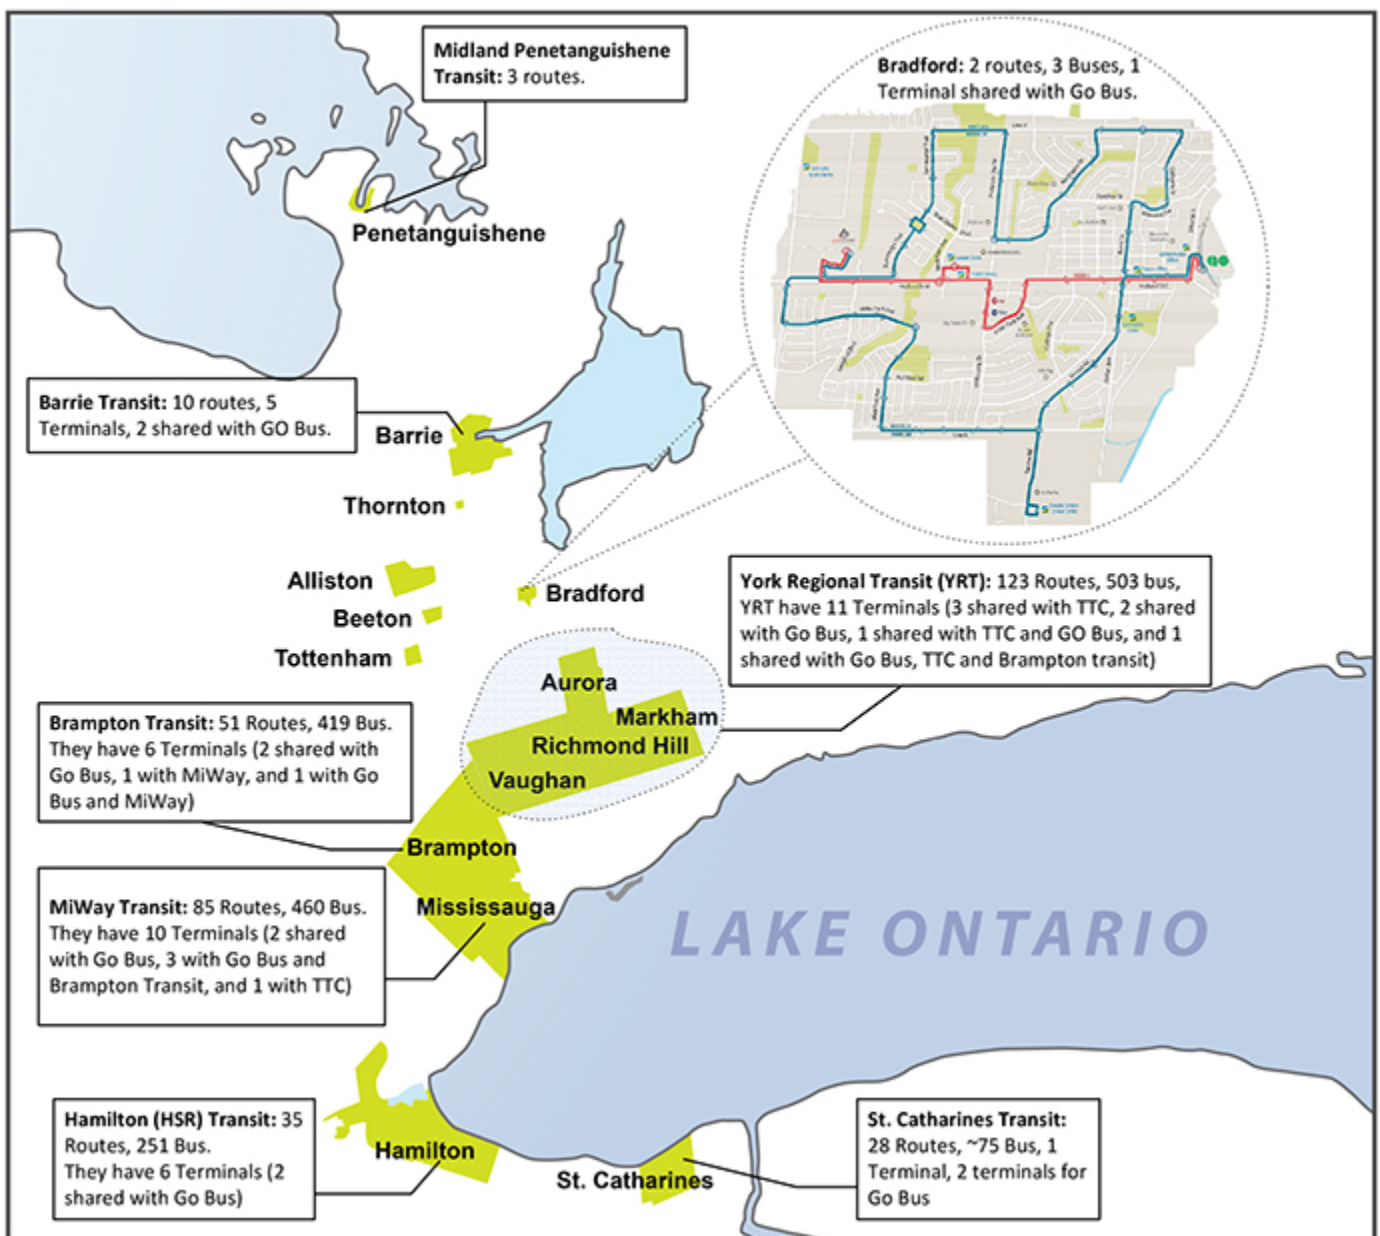 Midland Penetanguishene
Transit: 3 routes.
Bradford: 2 routes, 3 Buses, 1
Terminal shared with Go Bus.
GO
Penetanguishene
Barrie Transit: 10 routes, 5
Terminals, 2 shared with GO Bus.
Barrie
Thornton
Alliston
Beeton
Tottenham
Bradford
York Regional Transit (YRT): 123 Routes, 503 bus,
YRT have 11 Terminals (3 shared with TTC, 2 shared
with Go Bus, 1 shared with TTC and GO Bus, and 1
shared with Go Bus, TTC and Brampton transit)
Aurora
Markham
Richmond Hill
Vaughan
Brampton Transit: 51 Routes, 419 Bus.
They have 6 Terminals (2 shared with
Go Bus, 1 with MiWay, and 1 with Go
Bus and MiWay)
Brampton
MiWay Transit: 85 Routes, 460 Bus.
They have 10 Terminals (2 shared
with Go Bus, 3 with Go Bus and
Brampton Transit, and 1 with TTC)
Mississauga
LAKE ONTARIO
Hamilton (HSR) Transit: 35
Routes, 251 Bus.
They have 6 Terminals (2
shared with Go Bus)
Hamilton
St. Catharines
St. Catharines Transit:
28 Routes, ~75 Bus, 1
Terminal, 2 terminals for
Go Bus